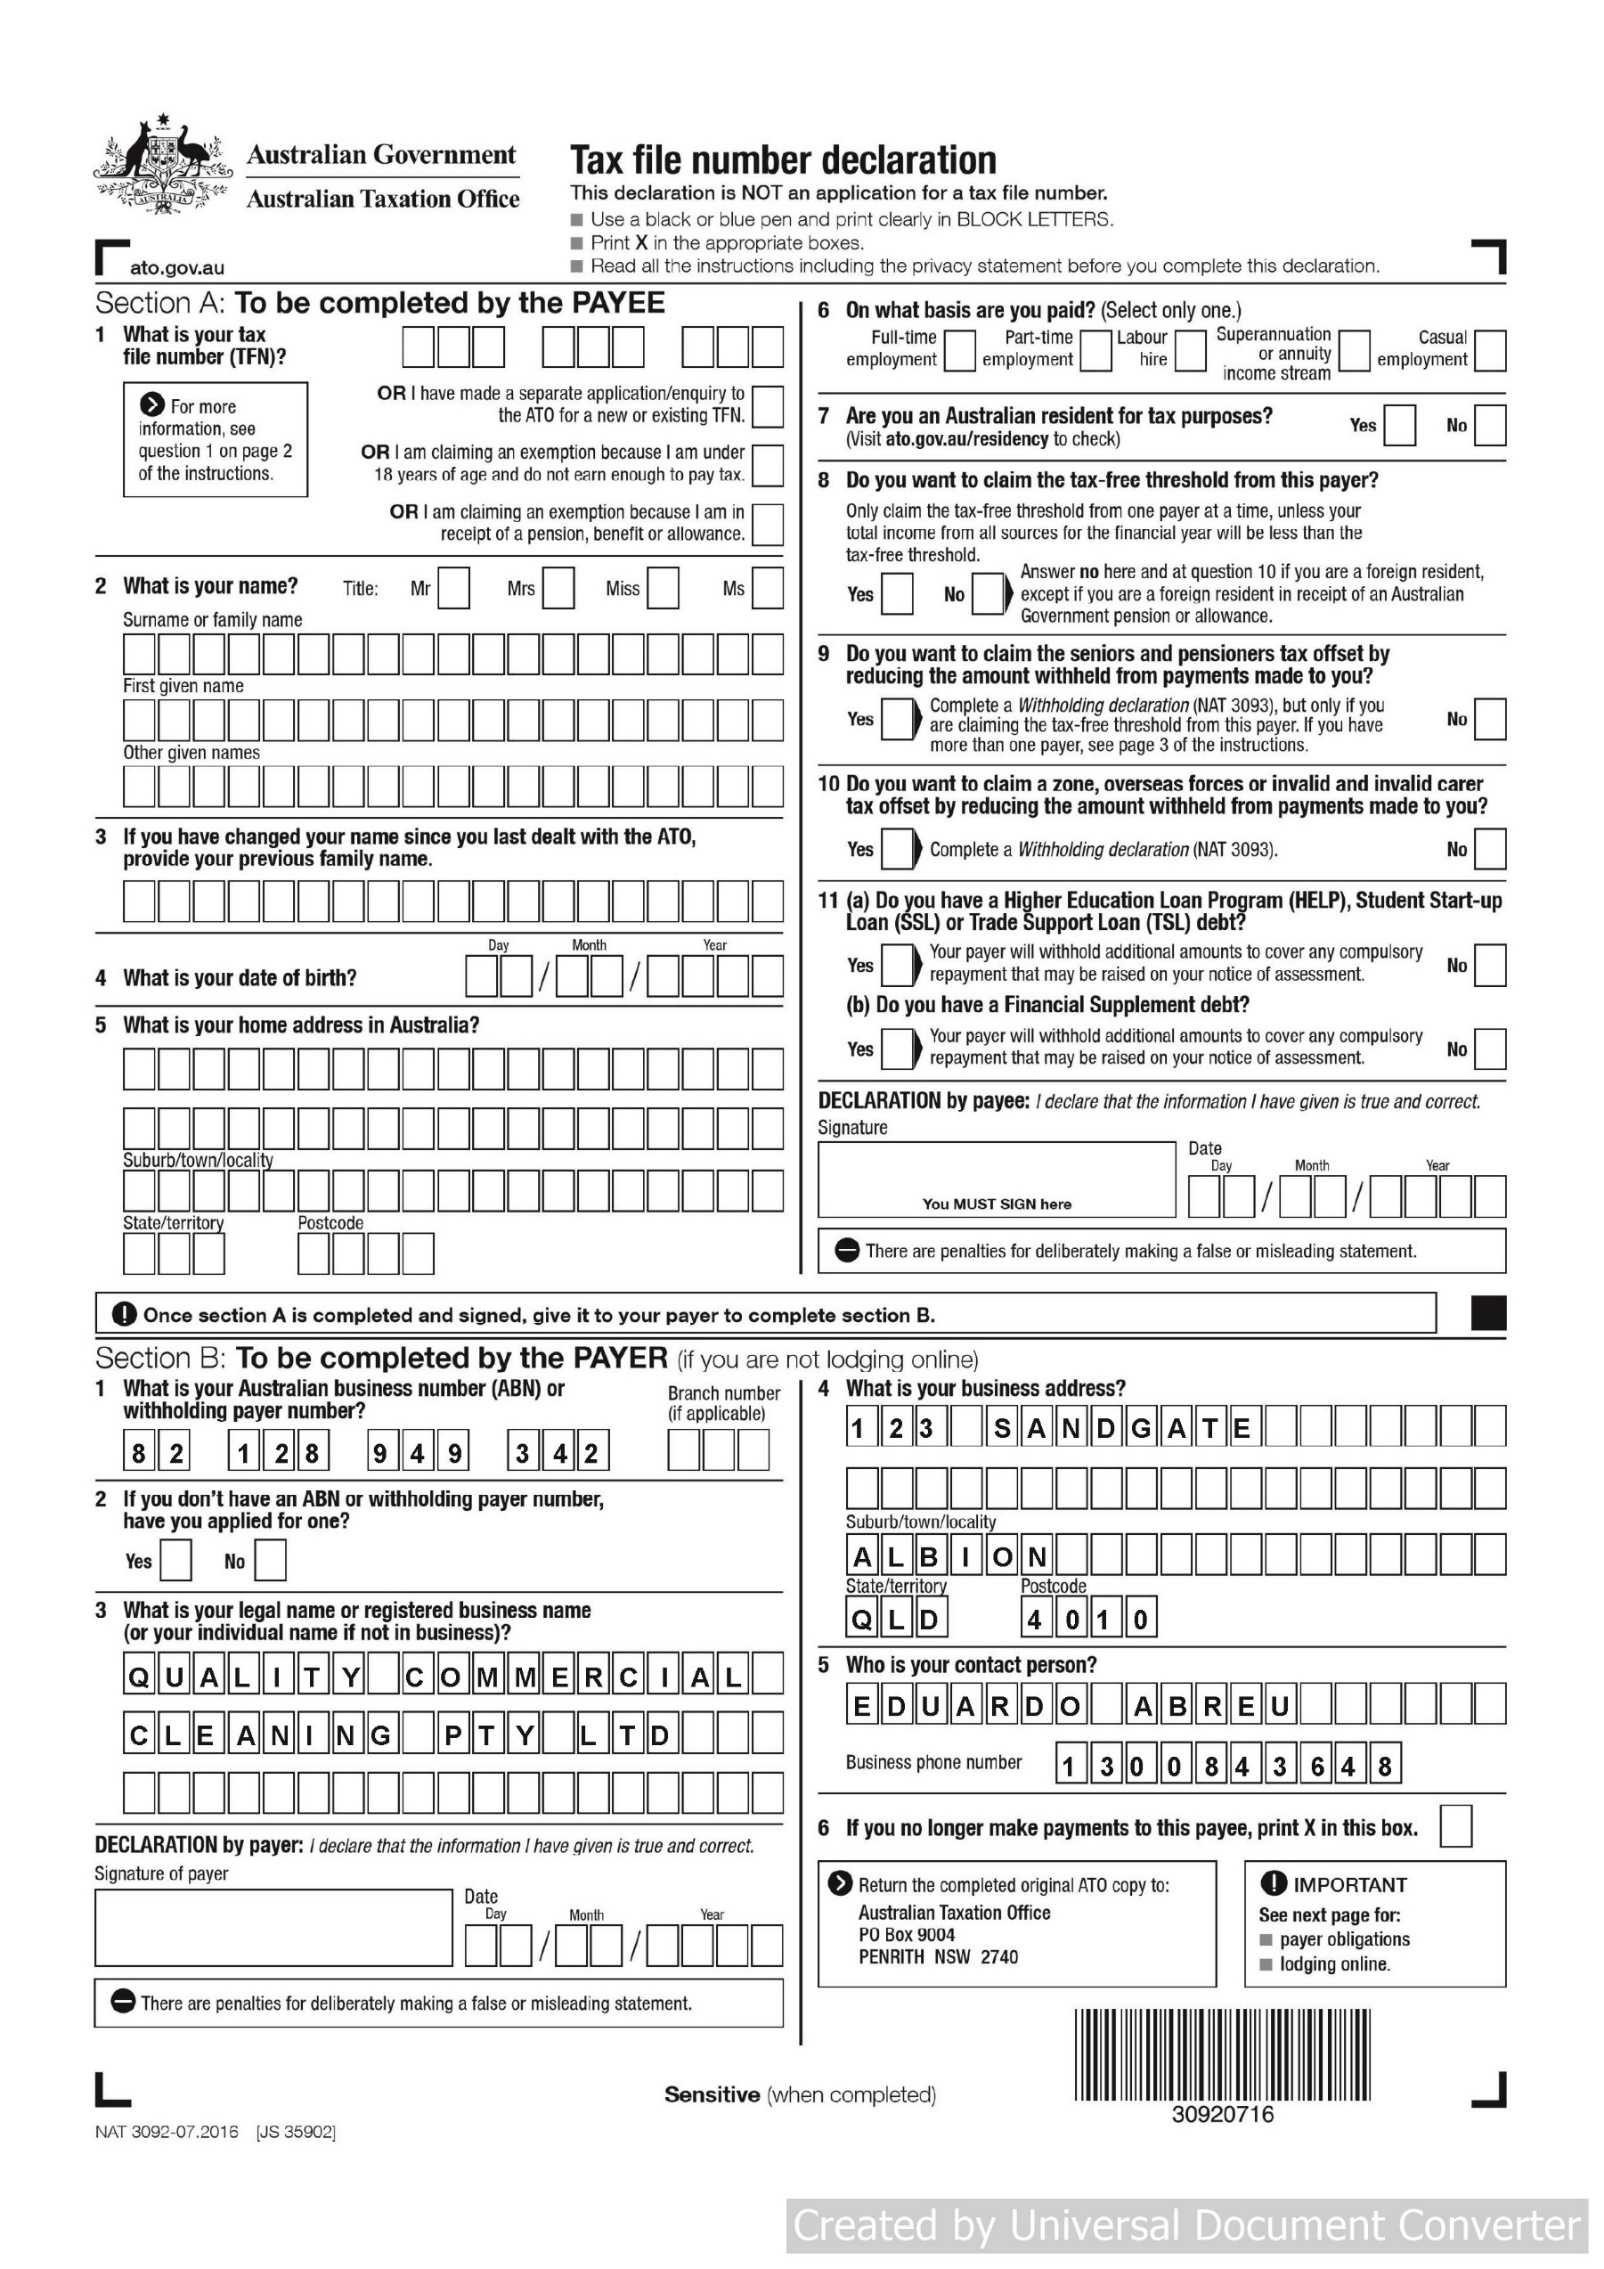 Australian Government
Australian Taxation Office
ato.gov.au
Tax file number declaration
This declaration is NOT an application for a tax file number.
Use a black or blue pen and print clearly in BLOCK LETTERS.
Print X in the appropriate boxes.
Read all the instructions including the privacy statement before you complete this declaration.
Section A: To be completed by the PAYEE
1 What is your tax
file number (TFN)?
For more
information, see
question 1 on page 2
of the instructions.
OR I have made a separate application/enquiry to
the ATO for a new or existing TFN.
OR I am claiming an exemption because I am under
18 years of age and do not earn enough to pay tax.
OR I am claiming an exemption because I am in
receipt of a pension, benefit or allowance.
2 What is your name? Title: Mr Mrs Miss Ms
Surname or family name
First given name
Other given names
3 If you have changed your name since you last dealt with the ATO,
provide your previous family name.
Day Month Year
4 What is your date of birth? / /
5 What is your home address in Australia?
Suburb/town/locality
State/territory Postcode
6 On what basis are you paid? (Select only one.)
Full-time employment Part-time employment Labour hire Superannuation or annuity income stream Casual employment
7 Are you an Australian resident for tax purposes? Yes No
(Visit ato.gov.au/residency to check)
8 Do you want to claim the tax-free threshold from this payer?
Only claim the tax-free threshold from one payer at a time, unless your
total income from all sources for the financial year will be less than the
tax-free threshold.
Yes No
Answer no here and at question 10 if you are a foreign resident,
except if you are a foreign resident in receipt of an Australian
Government pension or allowance.
9 Do you want to claim the seniors and pensioners tax offset by
reducing the amount withheld from payments made to you?
Yes
Complete a Withholding declaration (NAT 3093), but only if you
are claiming the tax-free threshold from this payer. If you have
more than one payer, see page 3 of the instructions.
No
10 Do you want to claim a zone, overseas forces or invalid and invalid carer
tax offset by reducing the amount withheld from payments made to you?
Yes Complete a Withholding declaration (NAT 3093). No
11 (a) Do you have a Higher Education Loan Program (HELP), Student Start-up
Loan (SSL) or Trade Support Loan (TSL) debt?
Yes
Your payer will withhold additional amounts to cover any compulsory
repayment that may be raised on your notice of assessment.
No
(b) Do you have a Financial Supplement debt?
Yes
Your payer will withhold additional amounts to cover any compulsory
repayment that may be raised on your notice of assessment.
No
DECLARATION by payee: I declare that the information I have given is true and correct.
Signature
You MUST SIGN here
Date
Day Month Year
/ /
There are penalties for deliberately making a false or misleading statement.
Once section A is completed and signed, give it to your payer to complete section B.
Section B: To be completed by the PAYER (if you are not lodging online)
1 What is your Australian business number (ABN) or
withholding payer number?
Branch number
(if applicable)
82 128 949 342
2 If you don't have an ABN or withholding payer number,
have you applied for one?
Yes No
3 What is your legal name or registered business name
(or your individual name if not in business)?
QUALITY COMMERCIAL
CLEANING PTY LTD
DECLARATION by payer: I declare that the information I have given is true and correct.
Signature of payer
Date
Day Month Year
/ /
There are penalties for deliberately making a false or misleading statement.
4 What is your business address?
123 SANDGATE
Suburb/town/locality
ALBION
State/territory Postcode
QLD 4010
5 Who is your contact person?
EDUARDO ABREU
Business phone number 1300843648
6 If you no longer make payments to this payee, print X in this box.
Return the completed original ATO copy to:
Australian Taxation Office
PO Box 9004
PENRITH NSW 2740
IMPORTANT
See next page for:
payer obligations
lodging online.
30920716
Sensitive (when completed)
NAT 3092-07.2016 [JS 35902]
Created by Universal Document Converter